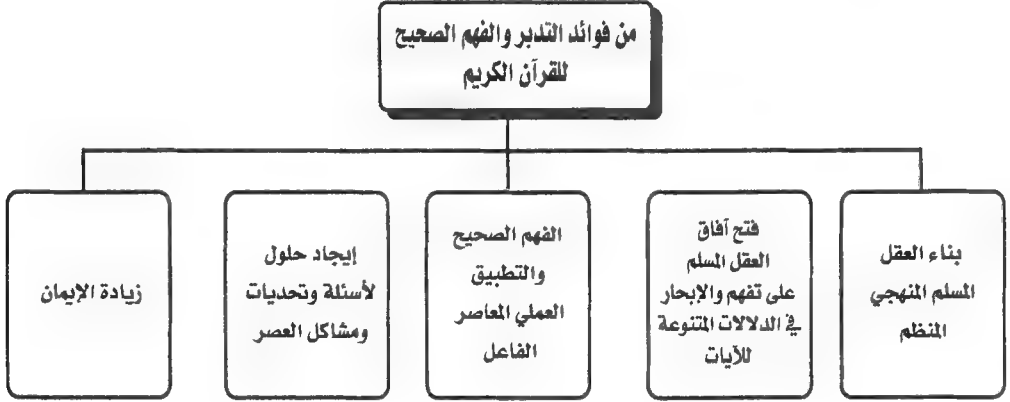 من فوائد التدبر والفهم الصحيح
للقرآن الكريم
بناء العقل
المسلم المنهجي
المنظم
فتح آفاق
العقل المسلم
على تفهم والإبحار
في الدلالات المتنوعة
للآيات
الفهم الصحيح
والتطبيق
العملي المعاصر
الفاعل
إيجاد حلول
لأسئلة وتحديات
ومشاكل العصر
زيادة الإيمان